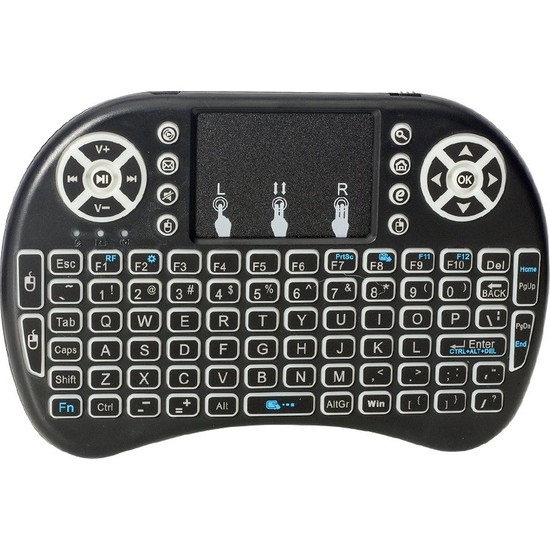 V+
V-
OK
L R
RF FrtSc F11 F12
Esc F1 F2 F3 F4 F5 F6 F7 F8 F9 F10 Del Home
PgUp
~ 1 ! 2 @ 3 # 4 $ 5 % 6 ^ 7 & 8 * 9 ( 0 ) BACK
Tab Q W E R T Y U I O P \ ¦ PgDn
Caps A S D F G H J K L Enter End
CTRL+ALT+DEL
Shift Z X C V B N M , < . > ; : ' "
Fn Ctrl - _ = + Alt AltGr Win [ { ] } / ?